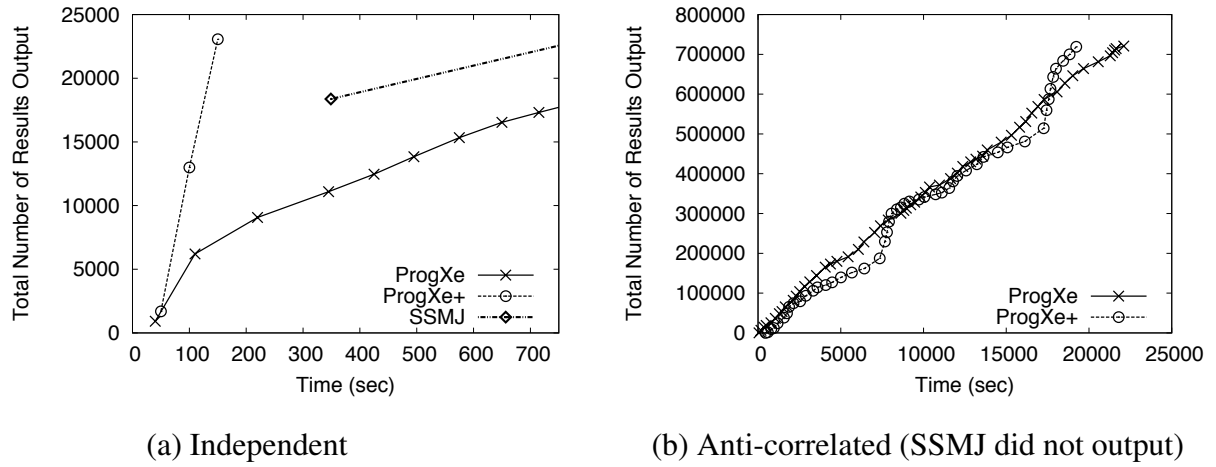 Total Number of Results Output
25000
20000
15000
10000
5000
0
0 100 200 300 400 500 600 700
Time (sec)
ProgXe
ProgXe+
SSMJ
(a) Independent
Total Number of Results Output
800000
700000
600000
500000
400000
300000
200000
100000
0
0 5000 10000 15000 20000 25000
Time (sec)
ProgXe
ProgXe+
(b) Anti-correlated (SSMJ did not output)